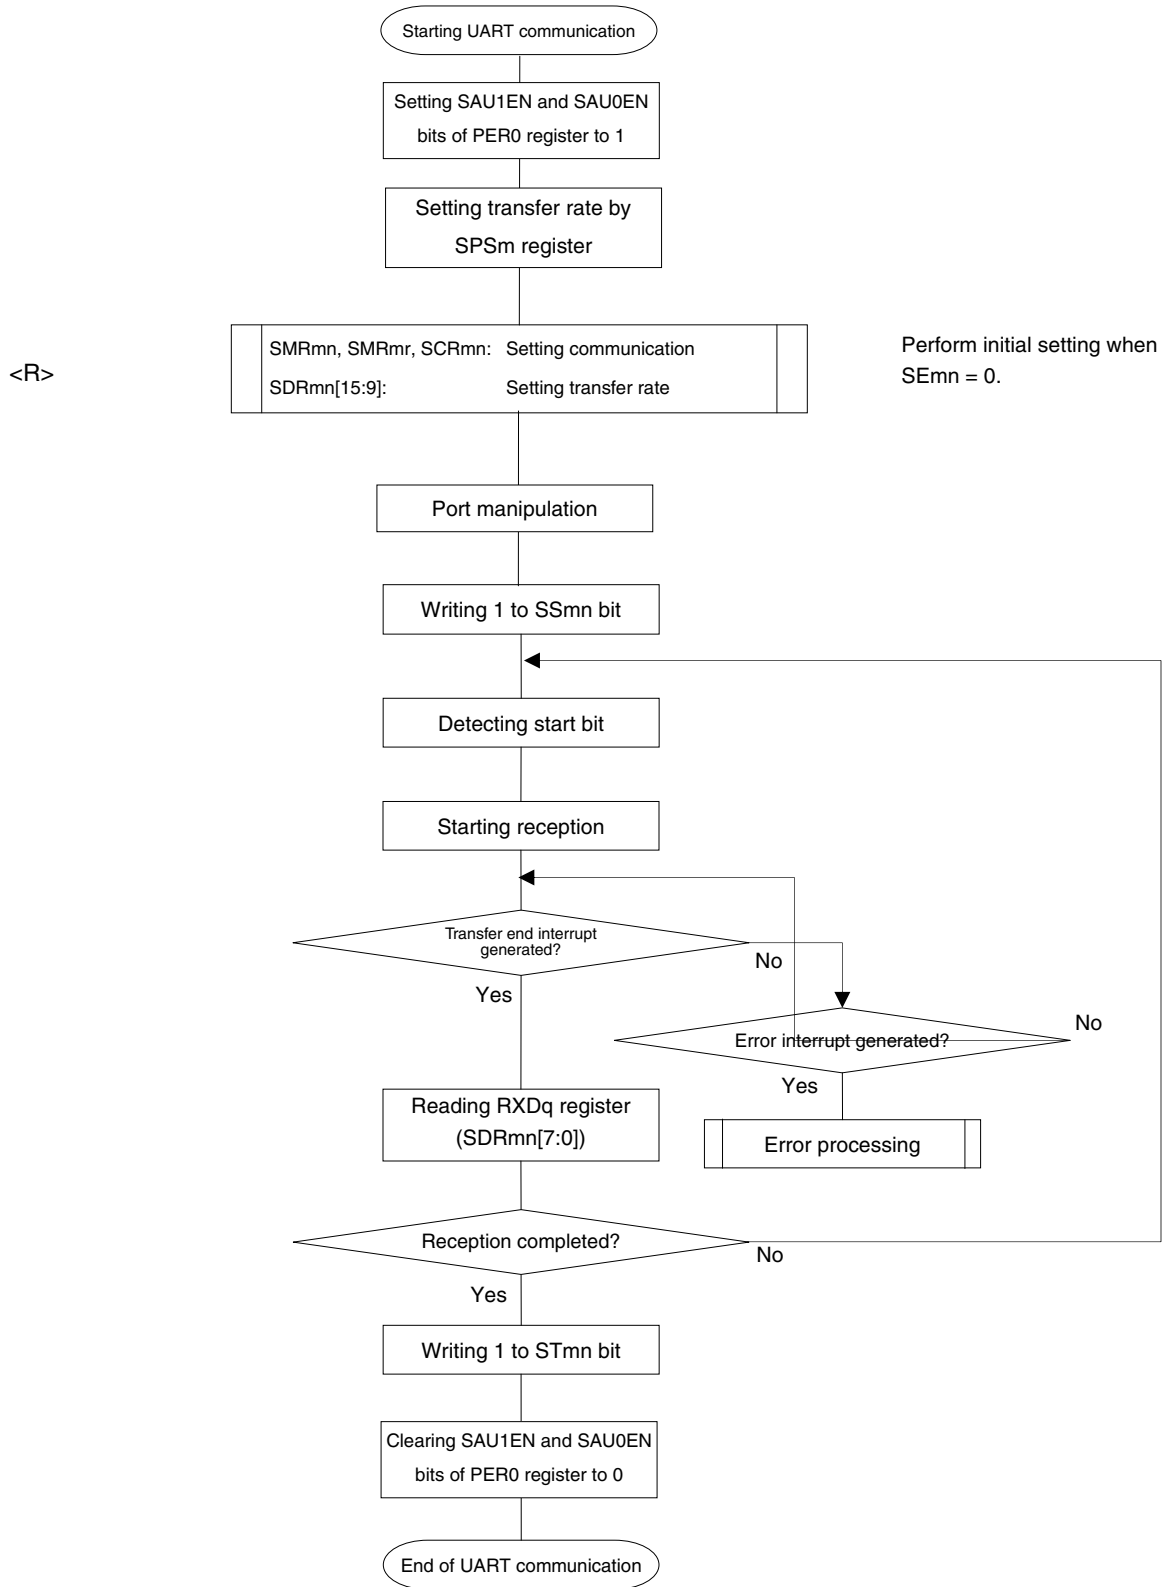 Starting UART communication
Setting SAU1EN and SAU0EN
bits of PER0 register to 1
Setting transfer rate by
SPSm register
<R>
SMRmn, SMRmr, SCRmn: Setting communication
SDRmn[15:9]: Setting transfer rate
Perform initial setting when
SEmn = 0.
Port manipulation
Writing 1 to SSmn bit
Detecting start bit
Starting reception
Transfer end interrupt
generated?
No
Yes
Error interrupt generated?
No
Yes
Error processing
Reading RXDq register
(SDRmn[7:0])
Reception completed?
No
Yes
Writing 1 to STmn bit
Clearing SAU1EN and SAU0EN
bits of PER0 register to 0
End of UART communication